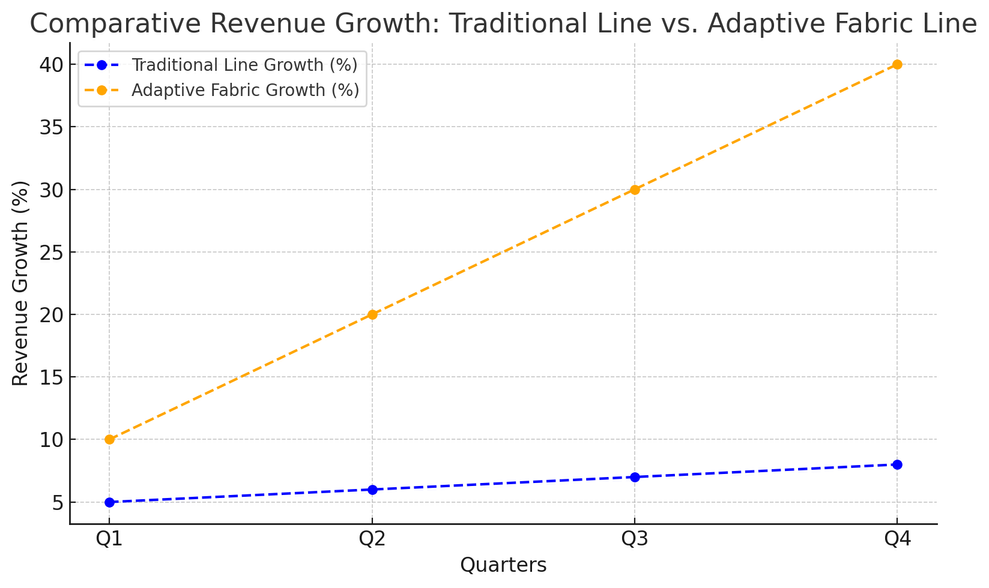 Comparative Revenue Growth: Traditional Line vs. Adaptive Fabric Line
Traditional Line Growth (%)
Adaptive Fabric Growth (%)
Revenue Growth (%)
40
35
30
25
20
15
10
5
Q1 Q2 Q3 Q4
Quarters